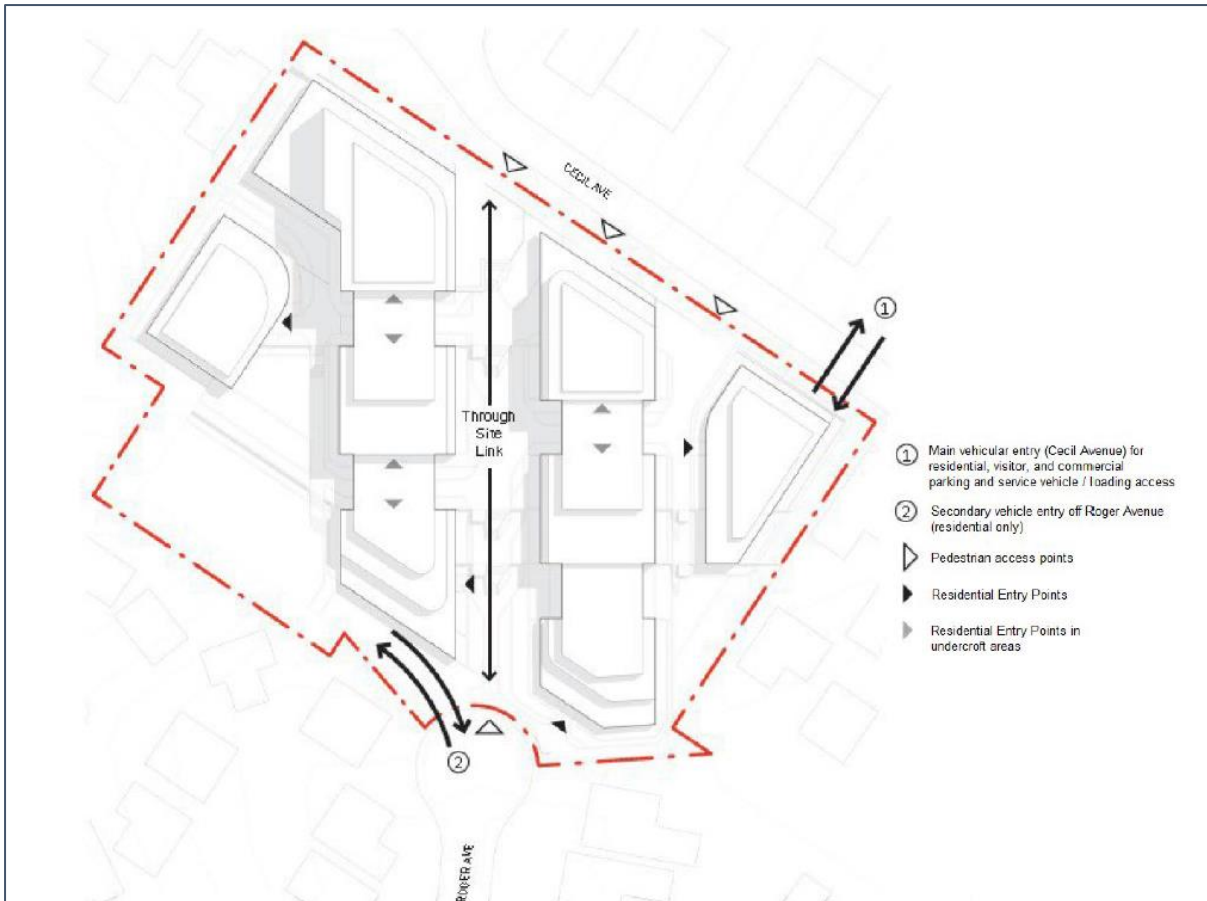 CECIL AVE
1
Through
Site
Link
1 Main vehicular entry (Cecil Avenue) for
residential, visitor, and commercial
parking and service vehicle / loading access
2 Secondary vehicle entry off Roger Avenue
(residential only)
Pedestrian access points
Residential Entry Points
Residential Entry Points in
undercroft areas
2
ROGER AVE